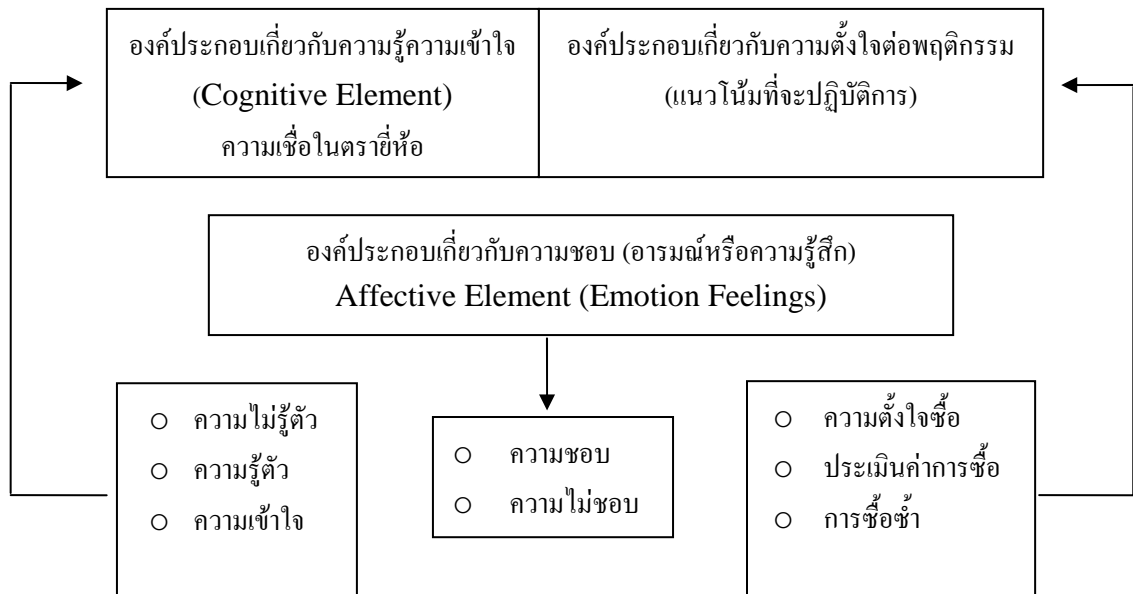 องค์ประกอบเกี่ยวกับความรู้ความเข้าใจ
(Cognitive Element)
ความเชื่อในตรายี่ห้อ
องค์ประกอบเกี่ยวกับความตั้งใจต่อพฤติกรรม
(แนวโน้มที่จะปฏิบัติการ)
องค์ประกอบเกี่ยวกับความชอบ (อารมณ์หรือความรู้สึก)
Affective Element (Emotion Feelings)
ความไม่รู้ตัว
ความรู้ตัว
ความเข้าใจ
ความชอบ
ความไม่ชอบ
ความตั้งใจซื้อ
ประเมินค่าการซื้อ
การซื้อซ้ำ